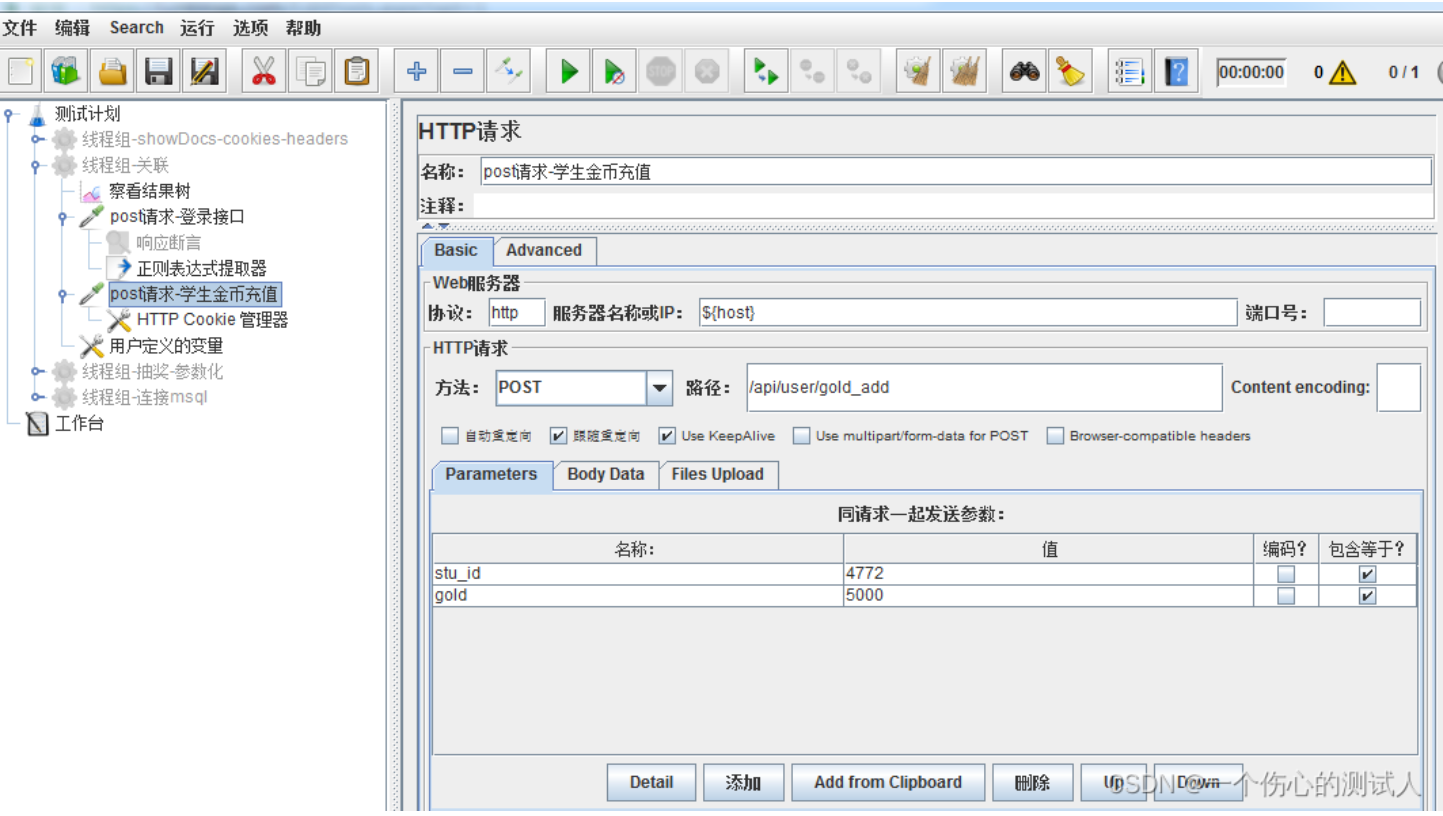 文件 编辑 Search 运行 选项 帮助
STOP 00:00:00 0 0 / 1
测试计划
线程组-showDocs-cookies-headers
线程组-关联
察看结果树
post请求-登录接口
响应断言
正则表达式提取器
post请求-学生金币充值
HTTP Cookie 管理器
用户定义的变量
线程组-抽奖-参数化
线程组-连接msql
工作台
HTTP请求
名称： post请求-学生金币充值
注释：
Basic Advanced
Web服务器
协议： http 服务器名称或IP： ${host} 端口号：
HTTP请求
方法： POST 路径： /api/user/gold_add Content encoding:
自动重定向 跟随重定向 Use KeepAlive Use multipart/form-data for POST Browser-compatible headers
Parameters Body Data Files Upload
同请求一起发送参数：
名称： 值 编码？ 包含等于？
stu_id 4772
gold 5000
Detail 添加 Add from Clipboard 删除 Up Down
CSDN @一个伤心的测试人